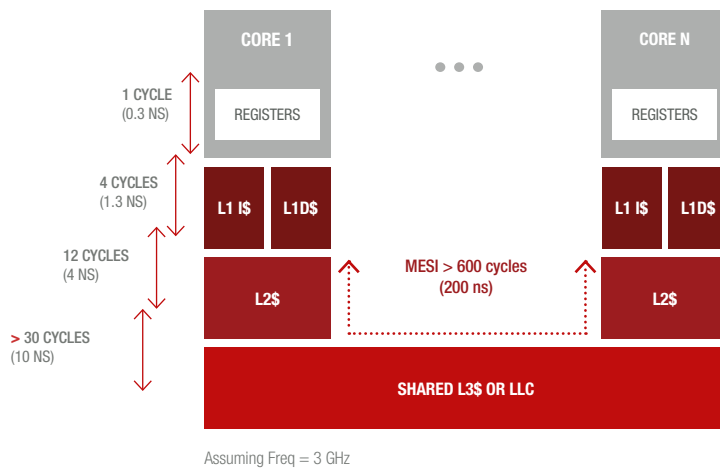 CORE 1
CORE N
1 CYCLE
(0.3 NS)
REGISTERS
REGISTERS
4 CYCLES
(1.3 NS)
L1 I$
L1D$
L1 I$
L1D$
12 CYCLES
(4 NS)
MESI > 600 cycles
(200 ns)
L2$
L2$
> 30 CYCLES
(10 NS)
SHARED L3$ OR LLC
Assuming Freq = 3 GHz